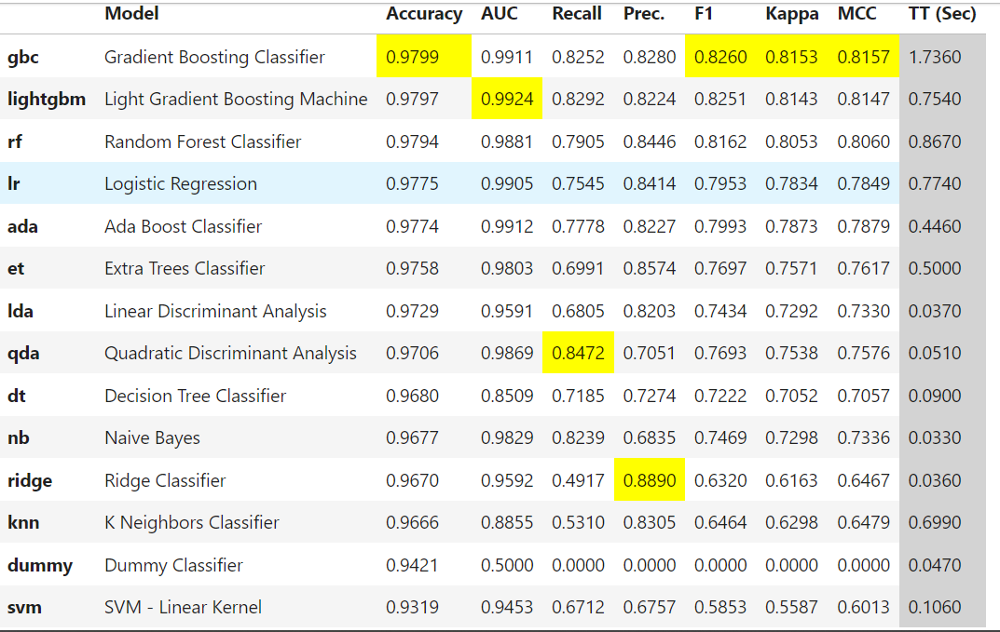 Model Accuracy AUC Recall Prec. F1 Kappa MCC TT (Sec)
gbc Gradient Boosting Classifier 0.9799 0.9911 0.8252 0.8280 0.8260 0.8153 0.8157 1.7360
lightgbm Light Gradient Boosting Machine 0.9797 0.9924 0.8292 0.8224 0.8251 0.8143 0.8147 0.7540
rf Random Forest Classifier 0.9794 0.9881 0.7905 0.8446 0.8162 0.8053 0.8060 0.8670
lr Logistic Regression 0.9775 0.9905 0.7545 0.8414 0.7953 0.7834 0.7849 0.7740
ada Ada Boost Classifier 0.9774 0.9912 0.7778 0.8227 0.7993 0.7873 0.7879 0.4460
et Extra Trees Classifier 0.9758 0.9803 0.6991 0.8574 0.7697 0.7571 0.7617 0.5000
lda Linear Discriminant Analysis 0.9729 0.9591 0.6805 0.8203 0.7434 0.7292 0.7330 0.0370
qda Quadratic Discriminant Analysis 0.9706 0.9869 0.8472 0.7051 0.7693 0.7538 0.7576 0.0510
dt Decision Tree Classifier 0.9680 0.8509 0.7185 0.7274 0.7222 0.7052 0.7057 0.0900
nb Naive Bayes 0.9677 0.9829 0.8239 0.6835 0.7469 0.7298 0.7336 0.0330
ridge Ridge Classifier 0.9670 0.9592 0.4917 0.8890 0.6320 0.6163 0.6467 0.0360
knn K Neighbors Classifier 0.9666 0.8855 0.5310 0.8305 0.6464 0.6298 0.6479 0.6990
dummy Dummy Classifier 0.9421 0.5000 0.0000 0.0000 0.0000 0.0000 0.0000 0.0470
svm SVM - Linear Kernel 0.9319 0.9453 0.6712 0.6757 0.5853 0.5587 0.6013 0.1060